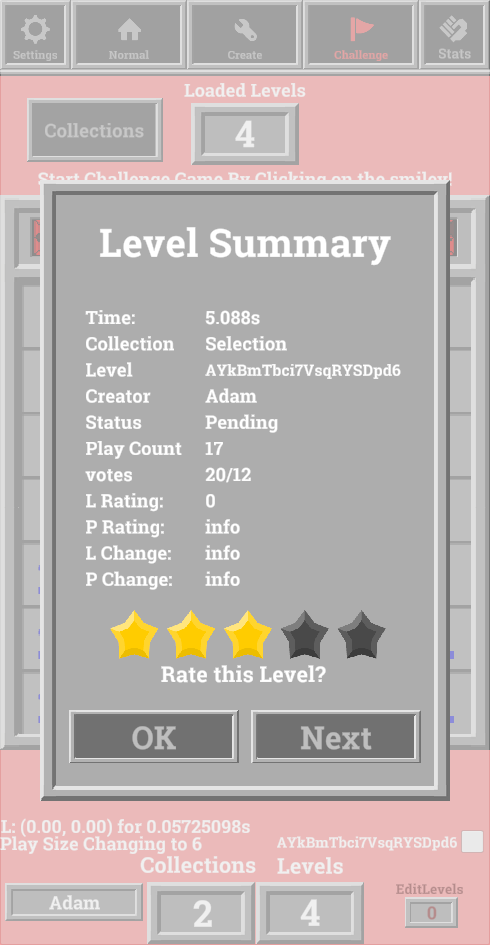 Settings Normal Create Challenge Stats
Loaded Levels
Collections 4
Start Challenge Game By Clicking on the smiley!
Level Summary
Time: 5.088s
Collection Selection
Level AYkBmTbci7VsqRYSDpd6
Creator Adam
Status Pending
Play Count 17
votes 20/12
L Rating: 0
P Rating: info
L Change: info
P Change: info
Rate this Level?
OK Next
L: (0.00, 0.00) for 0.05725098s
Play Size Changing to 6 AYkBmTbci7VsqRYSDpd6
Collections Levels
EditLevels
Adam 2 4 0